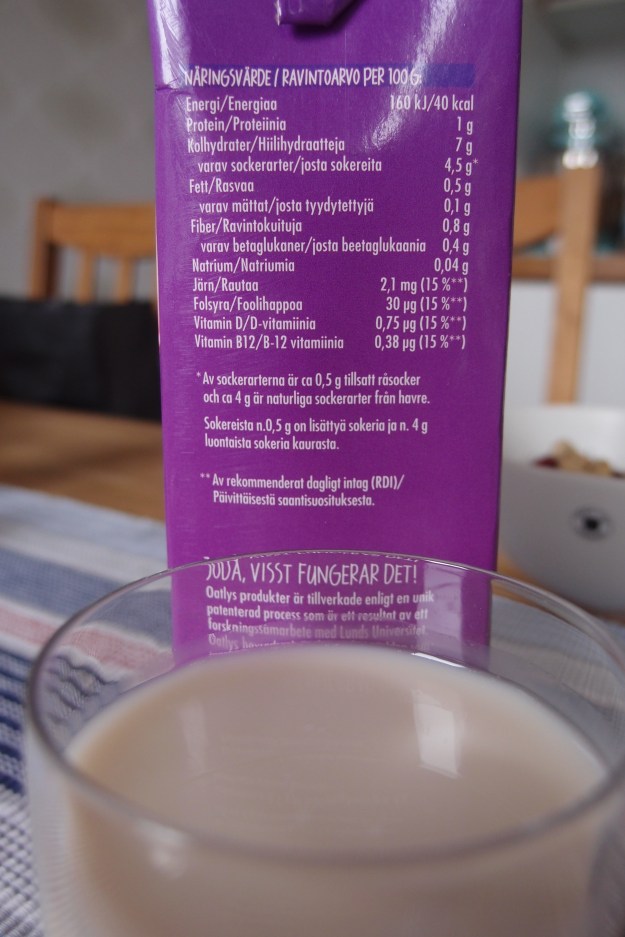 NÄRINGSVÄRDE / RAVINTOARVO PER 100 G
Energi/Energiaa 160 kJ/40 kcal
Protein/Proteiinia 1 g
Kolhydrater/Hiilihydraatteja 7 g
varav sockerarter/josta sokereita 4,5 g*
Fett/Rasvaa 0,5 g
varav mättat/josta tyydytettyjä 0,1 g
Fiber/Ravintokuituja 0,8 g
varav betaglukaner/josta beetaglukaania 0,4 g
Natrium/Natriumia 0,04 g
Järn/Rautaa 2,1 mg (15 %**)
Folsyra/Foolihappoa 30 µg (15 %**)
Vitamin D/D-vitamiinia 0,75 µg (15 %**)
Vitamin B12/B-12 vitamiinia 0,38 µg (15 %**)
*Av sockerarterna är ca 0,5 g tillsatt råsocker
och ca 4 g är naturliga sockerarter från havre.
Sokereista n.0,5 g on lisättyä sokeria ja n. 4 g
luontaista sokeria kaurasta.
** Av rekommenderat dagligt intag (RDI)/
Päivittäisestä saantisuosituksesta.
JODÅ, VISST FUNGERAR DET!
Oatlys produkter är tillverkade enligt en unik
patenterad process som är ett resultat av ett
forskningssamarbete med Lunds Universitet.
Oatlys